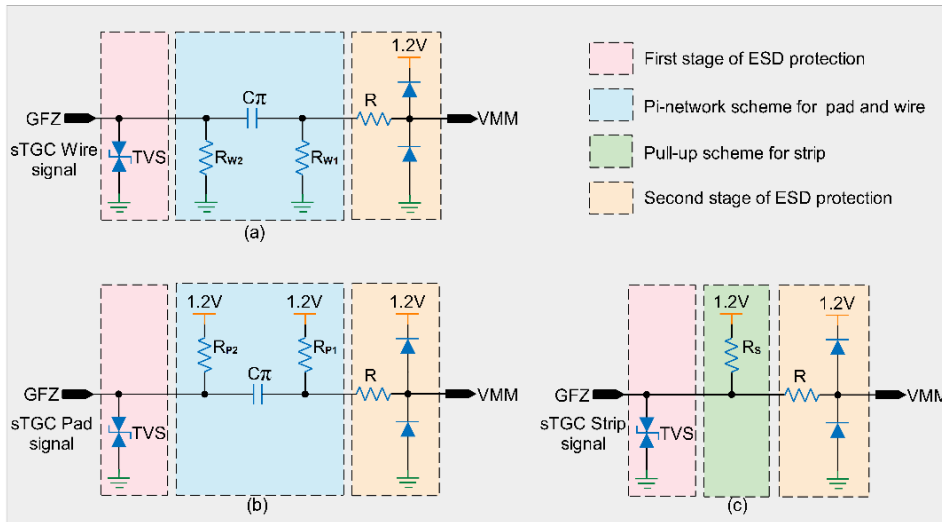 1.2V
Cπ
R
GFZ
VMM
sTGC Wire
signal
TVS
RW2
RW1
(a)
First stage of ESD protection
Pi-network scheme for pad and wire
Pull-up scheme for strip
Second stage of ESD protection
1.2V
1.2V
1.2V
RP2
RP1
Cπ
R
GFZ
VMM
sTGC Pad
signal
TVS
(b)
1.2V
1.2V
RS
R
GFZ
VMM
sTGC Strip
signal
TVS
(c)